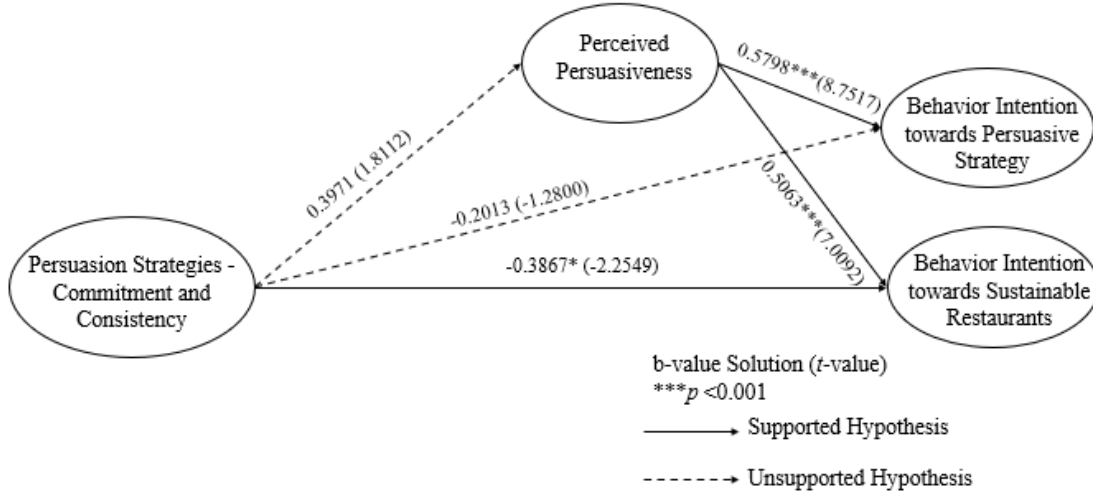 Perceived
Persuasiveness
0.5798***(8.7517)
Behavior Intention
towards Persuasive
Strategy
0.3971 (1.8112)
-0.2013 (-1.2800)
0.5063***(7.0092)
Persuasion Strategies -
Commitment and
Consistency
-0.3867* (-2.2549)
Behavior Intention
towards Sustainable
Restaurants
b-value Solution (t-value)
***p <0.001
Supported Hypothesis
Unsupported Hypothesis